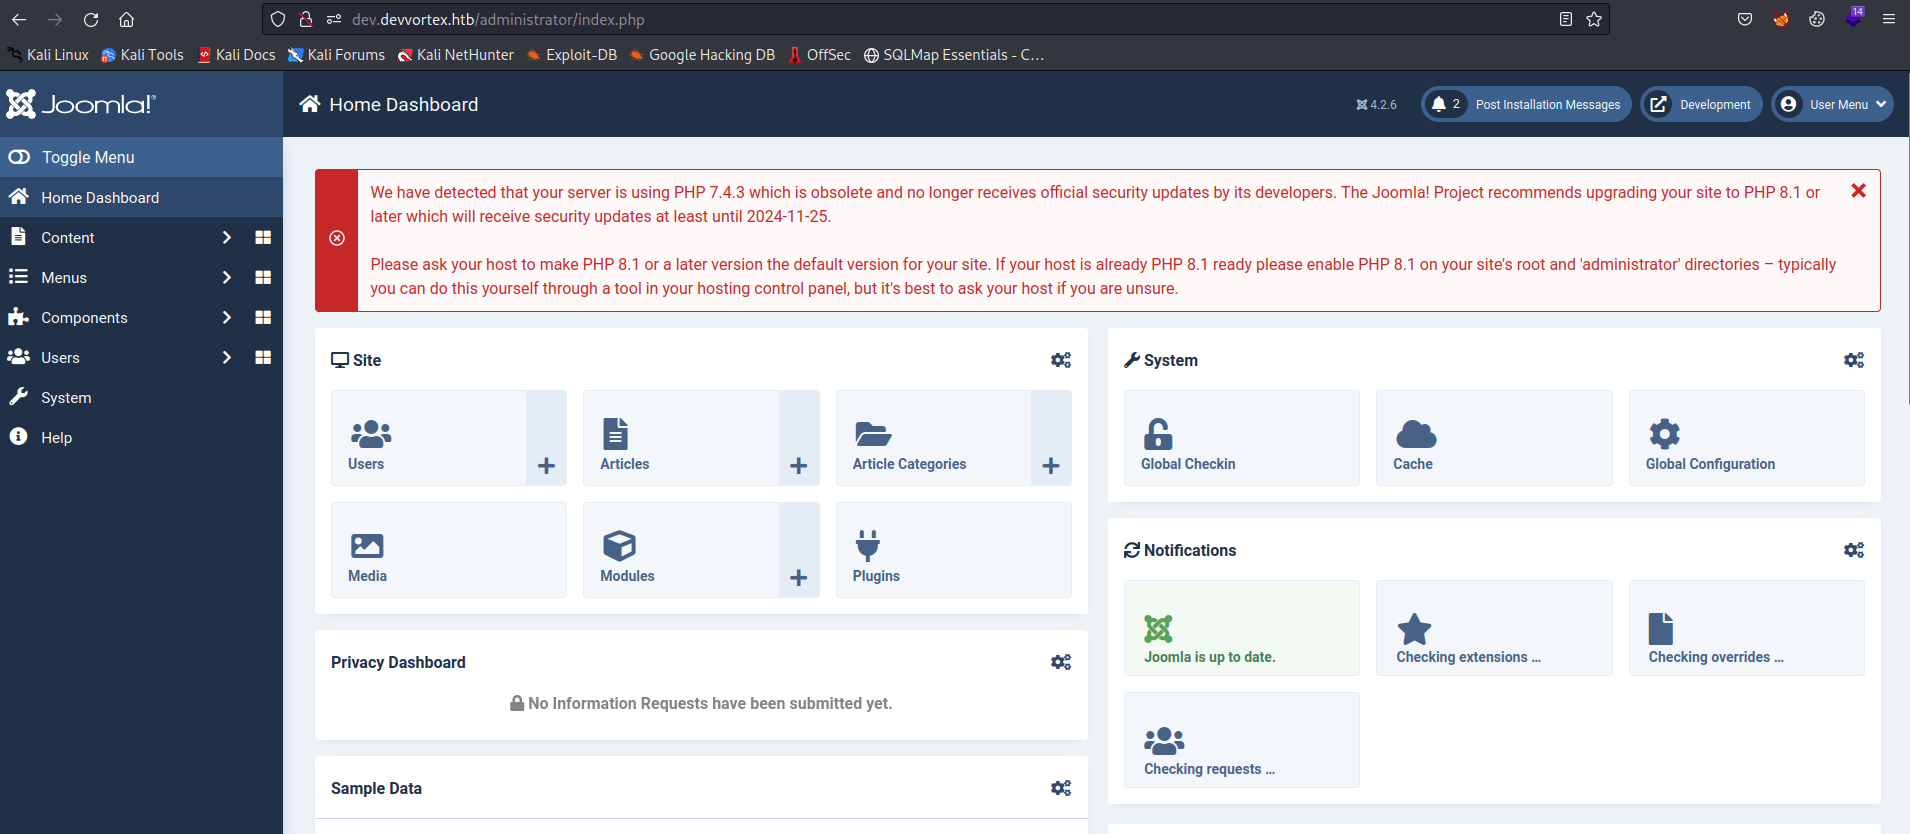 dev.devvortex.htb/administrator/index.php
14
Kali Linux Kali Tools Kali Docs Kali Forums Kali NetHunter Exploit-DB Google Hacking DB OffSec SQLMap Essentials - C…
Joomla!®
Home Dashboard
4.2.6
2 Post Installation Messages
Development
User Menu
Toggle Menu
Home Dashboard
Content
Menus
Components
Users
System
Help
We have detected that your server is using PHP 7.4.3 which is obsolete and no longer receives official security updates by its developers. The Joomla! Project recommends upgrading your site to PHP 8.1 or
later which will receive security updates at least until 2024-11-25.
Please ask your host to make PHP 8.1 or a later version the default version for your site. If your host is already PHP 8.1 ready please enable PHP 8.1 on your site's root and 'administrator' directories – typically
you can do this yourself through a tool in your hosting control panel, but it's best to ask your host if you are unsure.
Site
Users
Articles
Article Categories
Media
Modules
Plugins
Privacy Dashboard
No Information Requests have been submitted yet.
Sample Data
System
Global Checkin
Cache
Global Configuration
Notifications
Joomla is up to date.
Checking extensions ...
Checking overrides ...
Checking requests ...